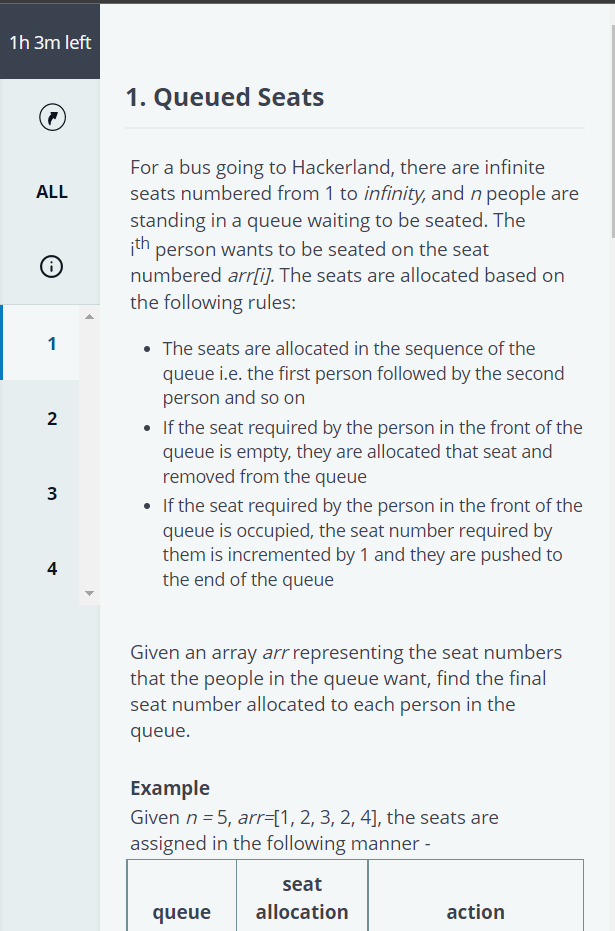 1h 3m left
ALL
1
2
3
4
1. Queued Seats
For a bus going to Hackerland, there are infinite
seats numbered from 1 to infinity, and n people are
standing in a queue waiting to be seated. The
ith person wants to be seated on the seat
numbered arr[i]. The seats are allocated based on
the following rules:
• The seats are allocated in the sequence of the
queue i.e. the first person followed by the second
person and so on
• If the seat required by the person in the front of the
queue is empty, they are allocated that seat and
removed from the queue
• If the seat required by the person in the front of the
queue is occupied, the seat number required by
them is incremented by 1 and they are pushed to
the end of the queue
Given an array arr representing the seat numbers
that the people in the queue want, find the final
seat number allocated to each person in the
queue.
Example
Given n = 5, arr=[1, 2, 3, 2, 4], the seats are
assigned in the following manner -
seat
queue allocation action